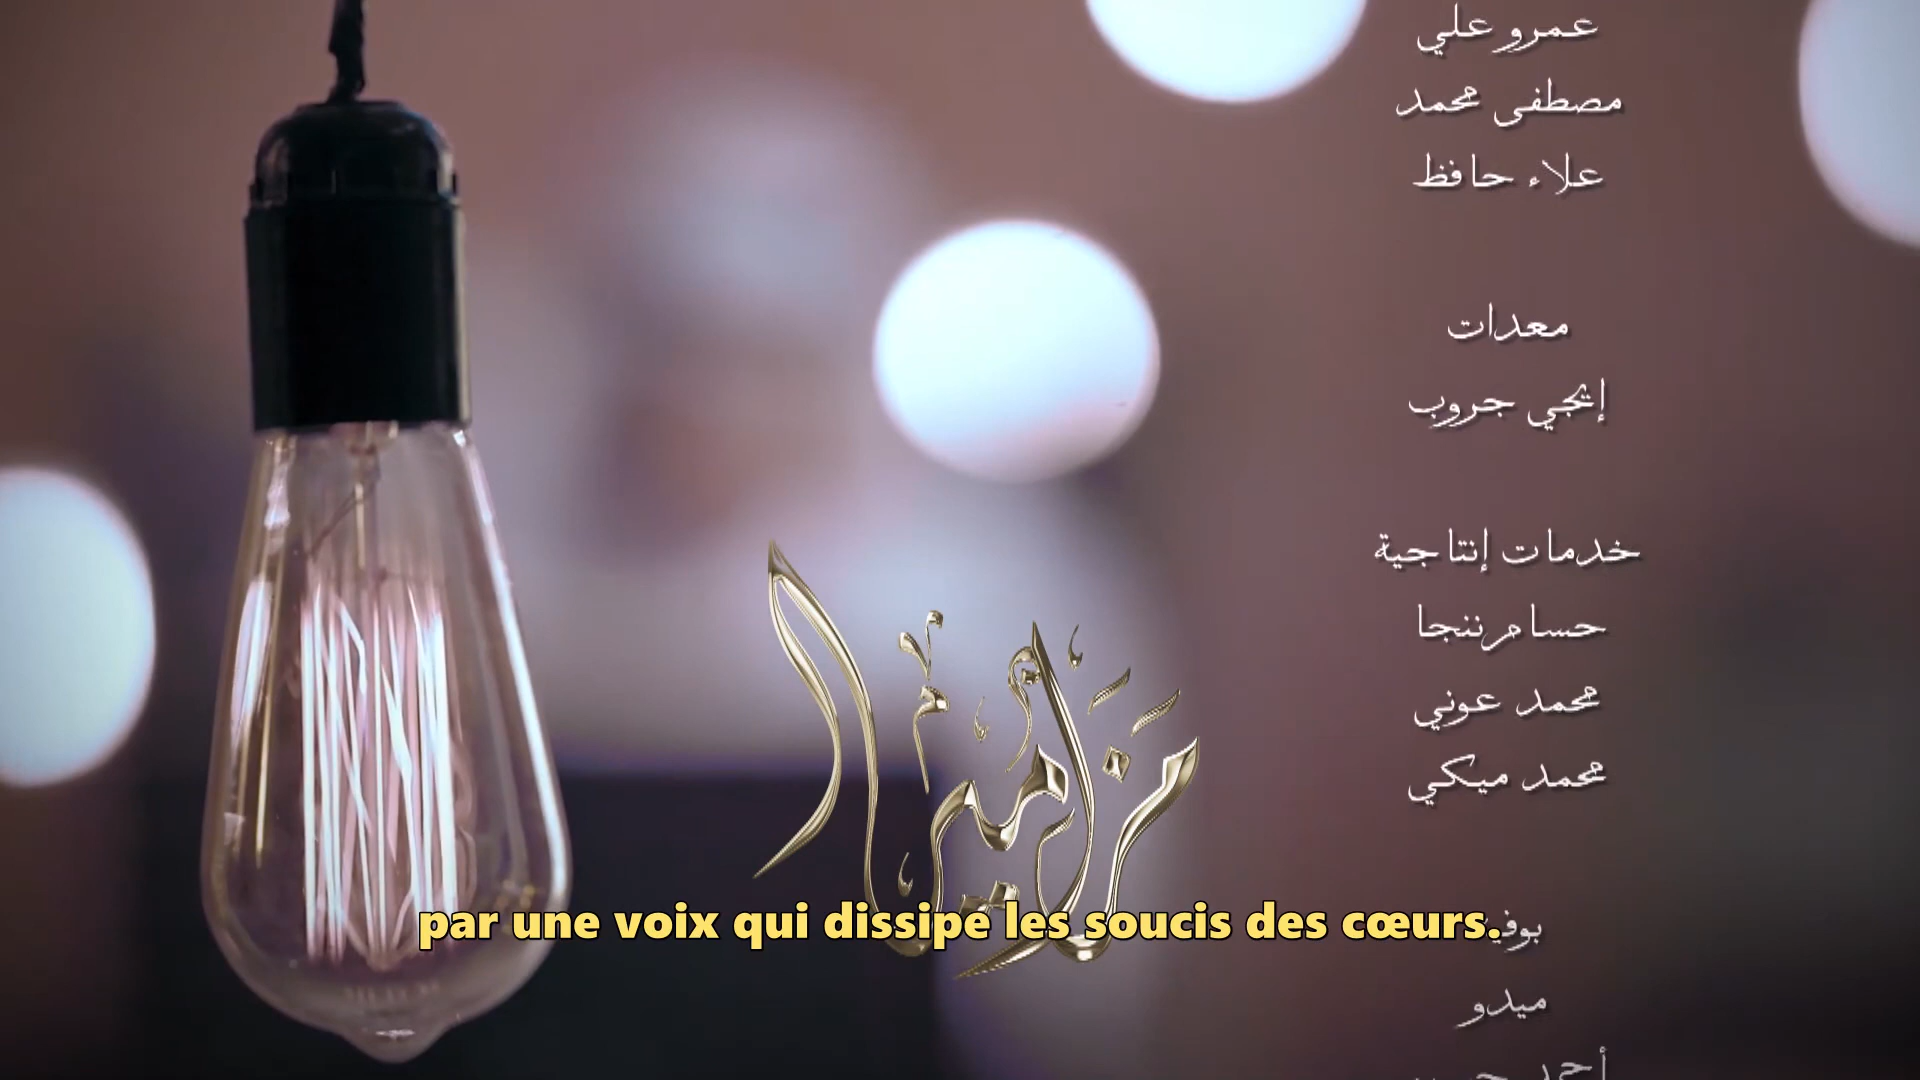 عمرو علي
مصطفى محمد
علاء حافظ
معدات
إيجي جروب
خدمات إنتاجية
حسام ننجا
محمد عوني
محمد ميكي
par une voix qui dissipe les soucis des cœurs.
ميدو